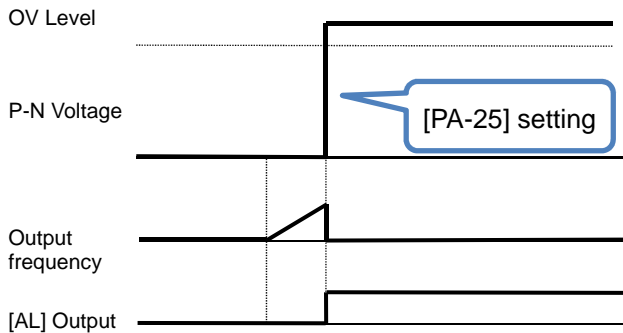 OV Level
P-N Voltage
[PA-25] setting
Output
frequency
[AL] Output